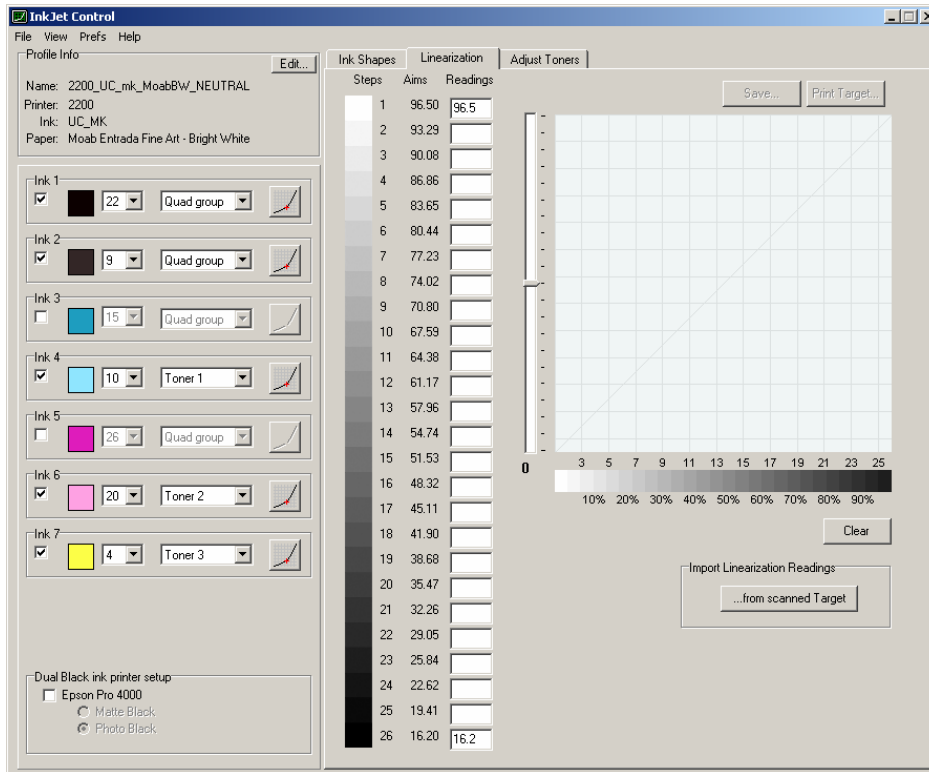 InkJet Control
File View Prefs Help
Profile Info
Edit...
Name: 2200_UC_mk_MoabBW_NEUTRAL
Printer: 2200
Ink: UC_MK
Paper: Moab Entrada Fine Art - Bright White
Ink 1
22 Quad group
Ink 2
9 Quad group
Ink 3
15 Quad group
Ink 4
10 Toner 1
Ink 5
26 Quad group
Ink 6
20 Toner 2
Ink 7
4 Toner 3
Dual Black ink printer setup
Epson Pro 4000
Matte Black
Photo Black
Ink Shapes Linearization Adjust Toners
Steps Aims Readings
1 96.50 96.5
2 93.29
3 90.08
4 86.86
5 83.65
6 80.44
7 77.23
8 74.02
9 70.80
10 67.59
11 64.38
12 61.17
13 57.96
14 54.74
15 51.53
16 48.32
17 45.11
18 41.90
19 38.68
20 35.47
21 32.26
22 29.05
23 25.84
24 22.62
25 19.41
26 16.20 16.2
Save... Print Target...
0
3 5 7 9 11 13 15 17 19 21 23 25
10% 20% 30% 40% 50% 60% 70% 80% 90%
Clear
Import Linearization Readings
...from scanned Target